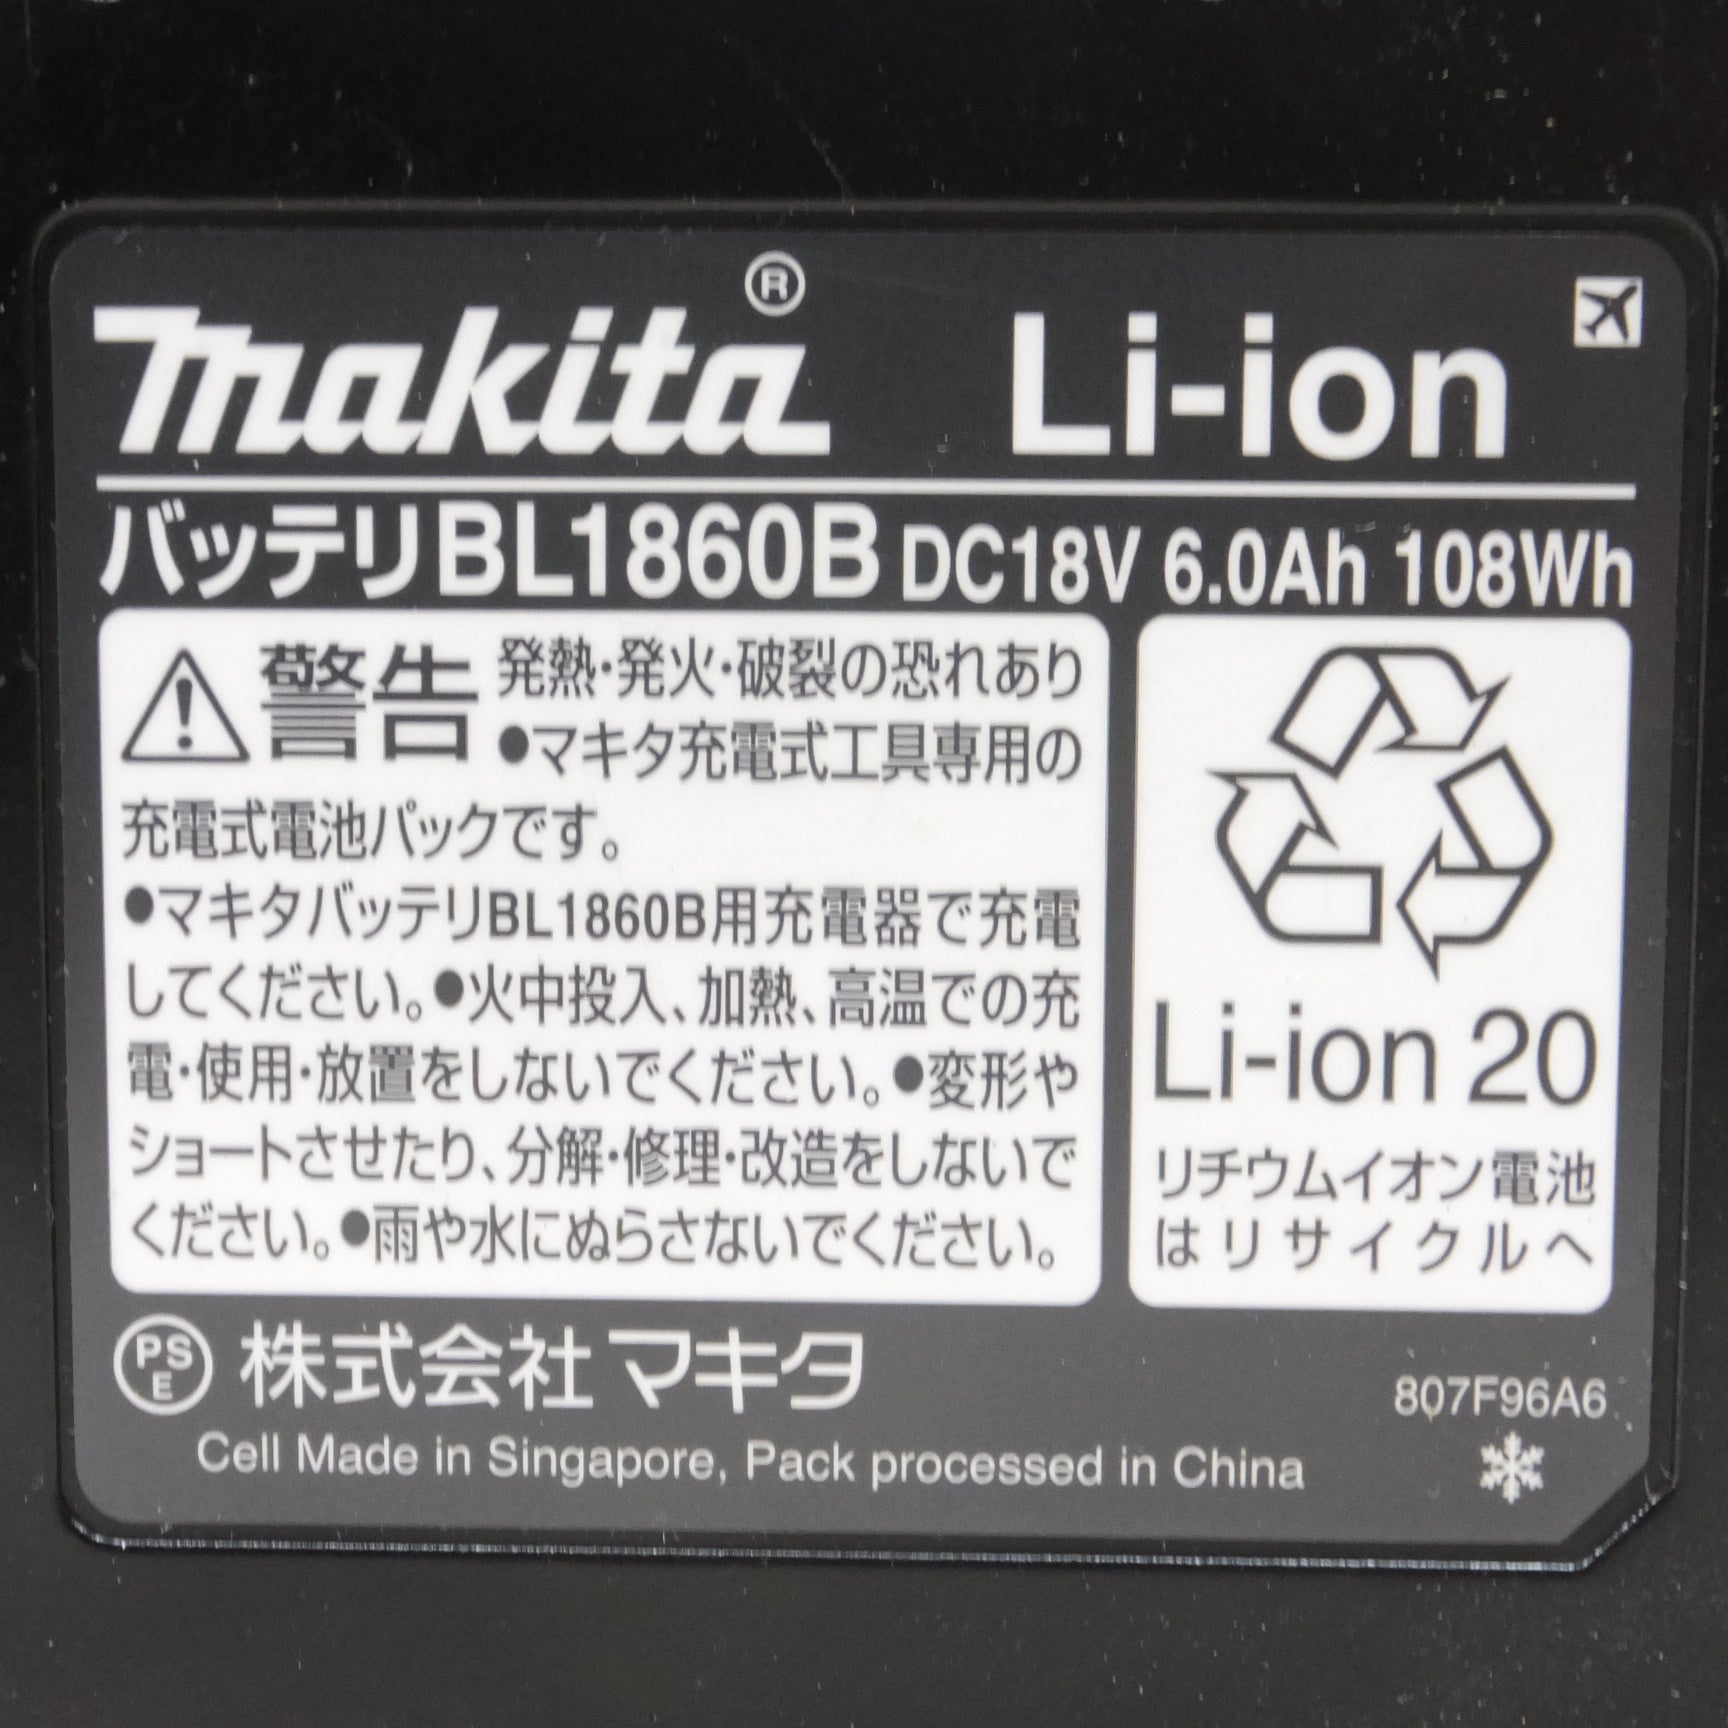 makita® Li-ion
バッテリBL1860B DC18V 6.0Ah 108Wh
警告 発熱・発火・破裂の恐れあり
●マキタ充電式工具専用の
充電式電池パックです。
●マキタバッテリBL1860B用充電器で充電
してください。●火中投入、加熱、高温での充
電・使用・放置をしないでください。●変形や
ショートさせたり、分解・修理・改造をしないで
ください。●雨や水にぬらさないでください。
Li-ion 20
リチウムイオン電池
はリサイクルへ
PSE 株式会社マキタ
807F96A6
Cell Made in Singapore, Pack processed in China